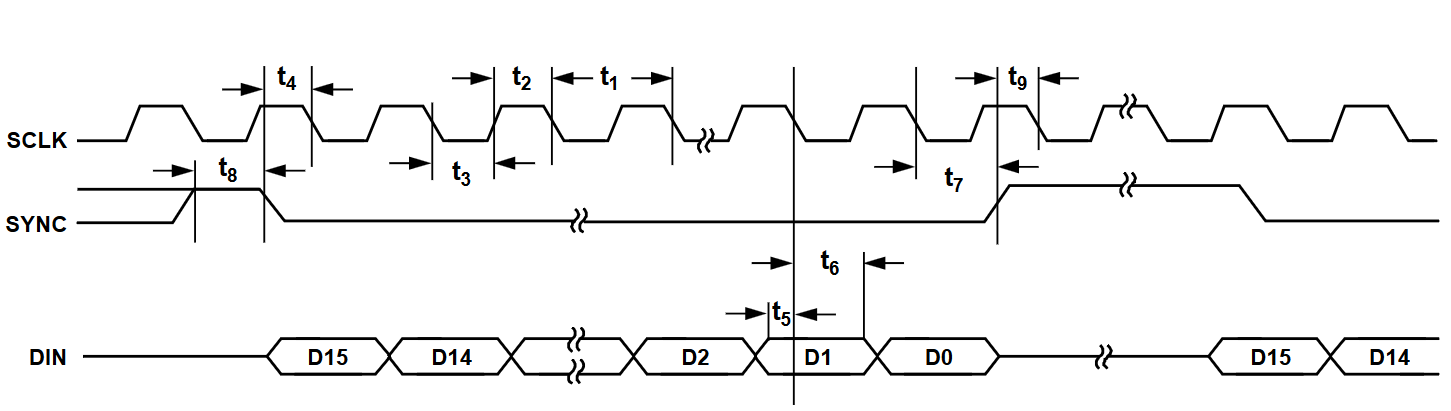 t4 t2 t1 t9
SCLK
t8 t3 t7
SYNC
t6
t5
DIN D15 D14 D2 D1 D0 D15 D14